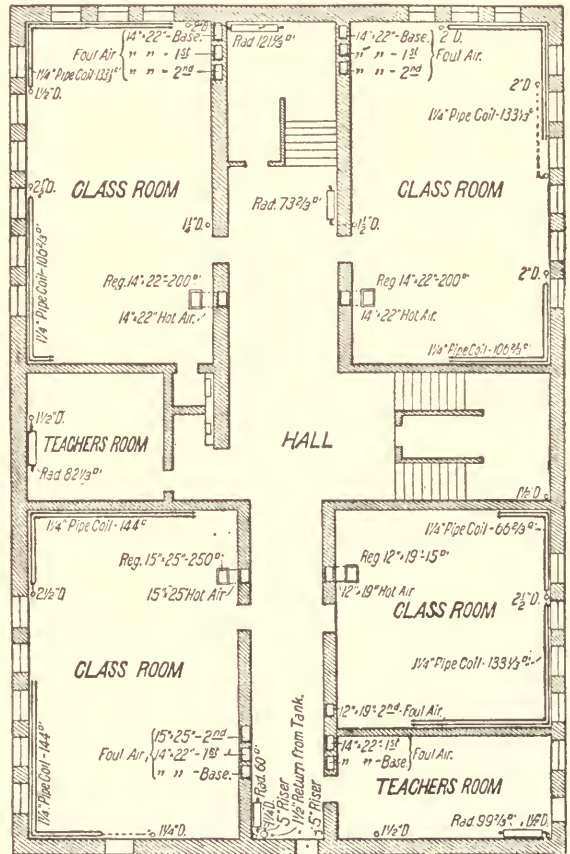 Rad 121⅓□'
14"×22"-Base.
Foul Air
" " - 1st
" " - 2nd
1¼" Pipe Coil-133⅓□'
1½"D.
14"×22"-Base.
" " - 1st
" " - 2nd
Foul Air
2"D.
2"D
1¼" Pipe Coil-133⅓□'
2½"D.
CLASS ROOM
Rad. 73⅔□'
CLASS ROOM
1¼"D.
1½"D.
1¼" Pipe Coil-106⅔□'
Reg. 14"×22"-200□'
14"×22" Hot Air.
Reg 14"×22"-200□'
14"×22" Hot Air.
2"D.
1¼" Pipe Coil-106⅔□'
1½"D.
TEACHERS ROOM
Rad 82⅓□'
HALL
1½"D
1¼" Pipe Coil-144□'
1¼" Pipe Coil-66⅔□'
Reg. 15"×25"-250□'
15"×25" Hot Air
2½"D
Reg 12"×19"-15□'
12"×19" Hot Air
CLASS ROOM
2½"D.
CLASS ROOM
1¼" Pipe Coil-133⅓□'
15"×25"-2nd
Foul Air,
14"×22"-1st
" " -Base.
12"×19"-2nd Foul Air
14"×22"-1st
" " -Base
Foul Air.
1¼" Pipe Coil-144□'
1¼"D.
Rad. 60□'
1¼"D.
5"Riser
1½"Return from Tank.
5"Riser
TEACHERS ROOM
1½"D
Rad 99⅔□'
1½"D.